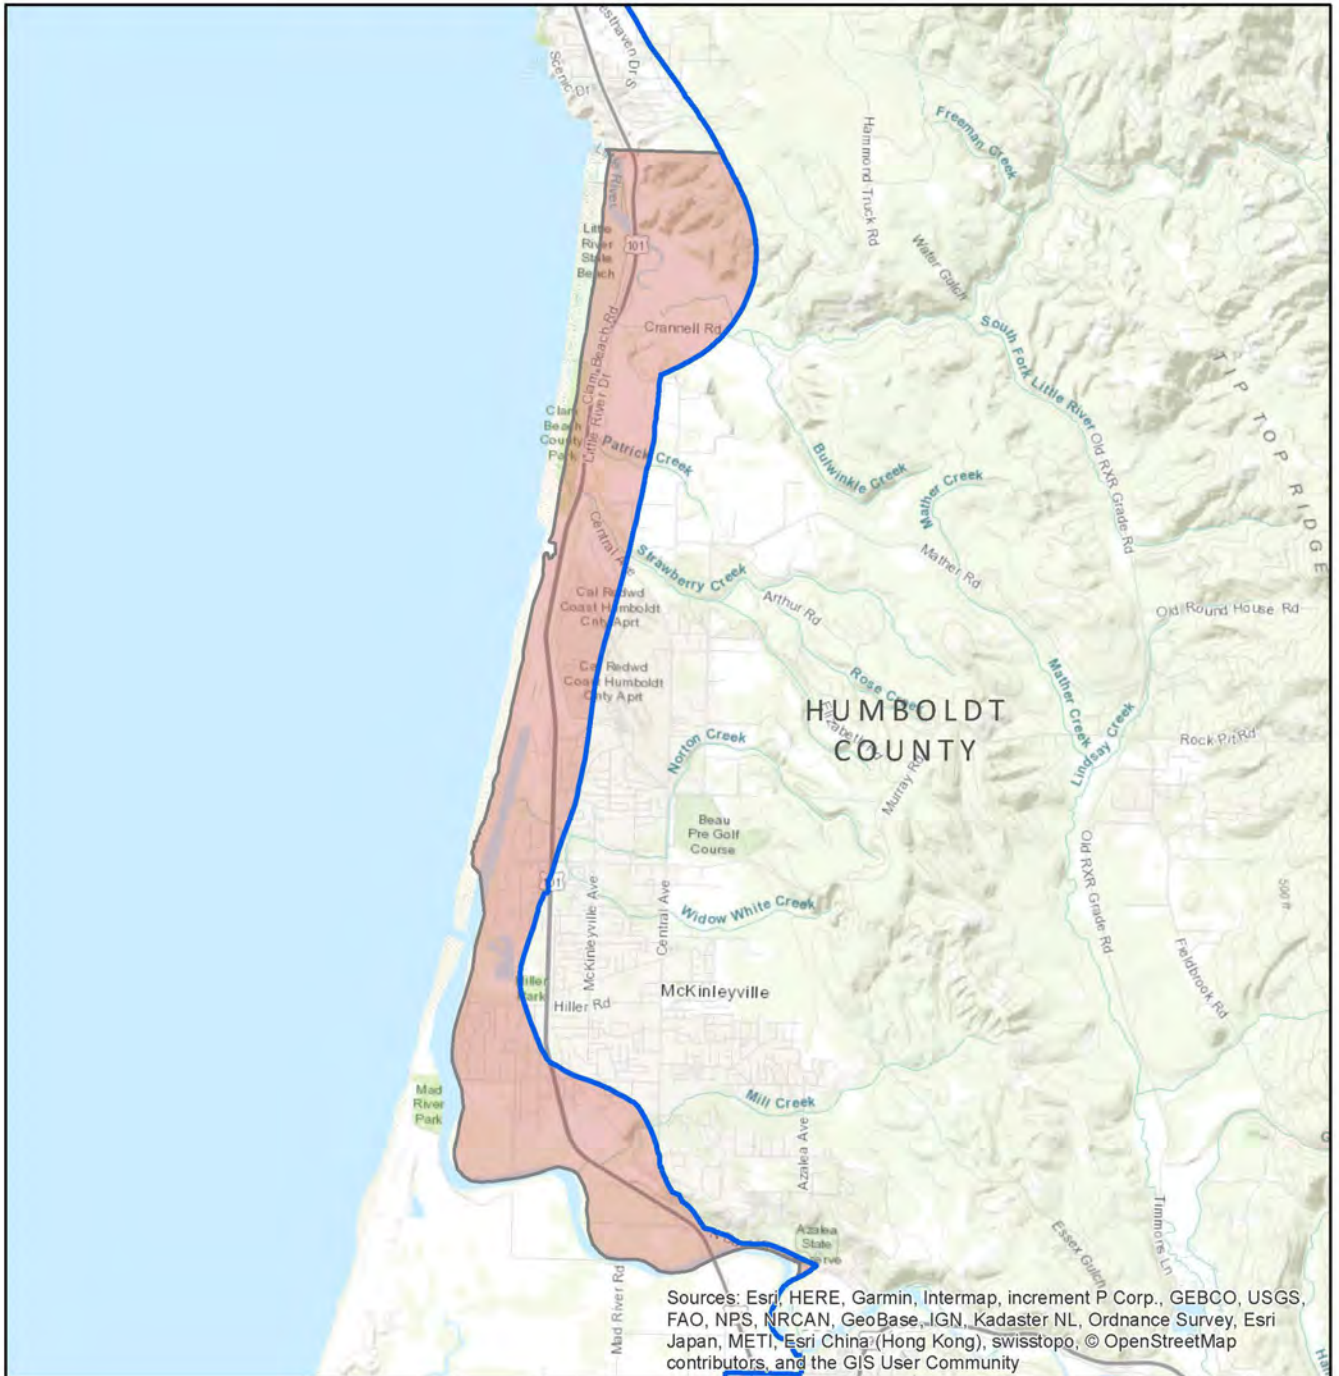 Westhaven Dr S
Scenic Dr
Hammond Truck Rd
Freeman Creek
Little River
Little
River
State
Beach
101
Water Gulch
Crannell Rd
South Fork Little River
TIP TOP RIDGE
Clam Beach Rd
Little River Dr
Clam
Beach
County
Park
Patrick Creek
Bulwinkle Creek
Mather Creek
Old RXR Grade Rd
Central Ave
Strawberry Creek
Mather Rd
Cal Redwd
Coast Humboldt
Cnty Aprt
Arthur Rd
Old Round House Rd
Cal Redwd
Coast Humboldt
Cnty Aprt
Rose Creek
Mather Creek
HUMBOLDT
COUNTY
Elizabeth Rd
Norton Creek
Murray Rd
Lindsay Creek
Rock Pit Rd
Beau
Pre Golf
Course
Old RXR Grade Rd
101
McKinleyville Ave
Central Ave
Widow White Creek
500 ft
Fieldbrook Rd
Hiller
Park
Hiller Rd
McKinleyville
Mad
River
Park
Mill Creek
Azalea Ave
Timmons Ln
Azalea
State
Essex Gulch
Mad River Rd
Sources: Esri, HERE, Garmin, Intermap, increment P Corp., GEBCO, USGS,
FAO, NPS, NRCAN, GeoBase, IGN, Kadaster NL, Ordnance Survey, Esri
Japan, METI, Esri China (Hong Kong), swisstopo, © OpenStreetMap
contributors, and the GIS User Community